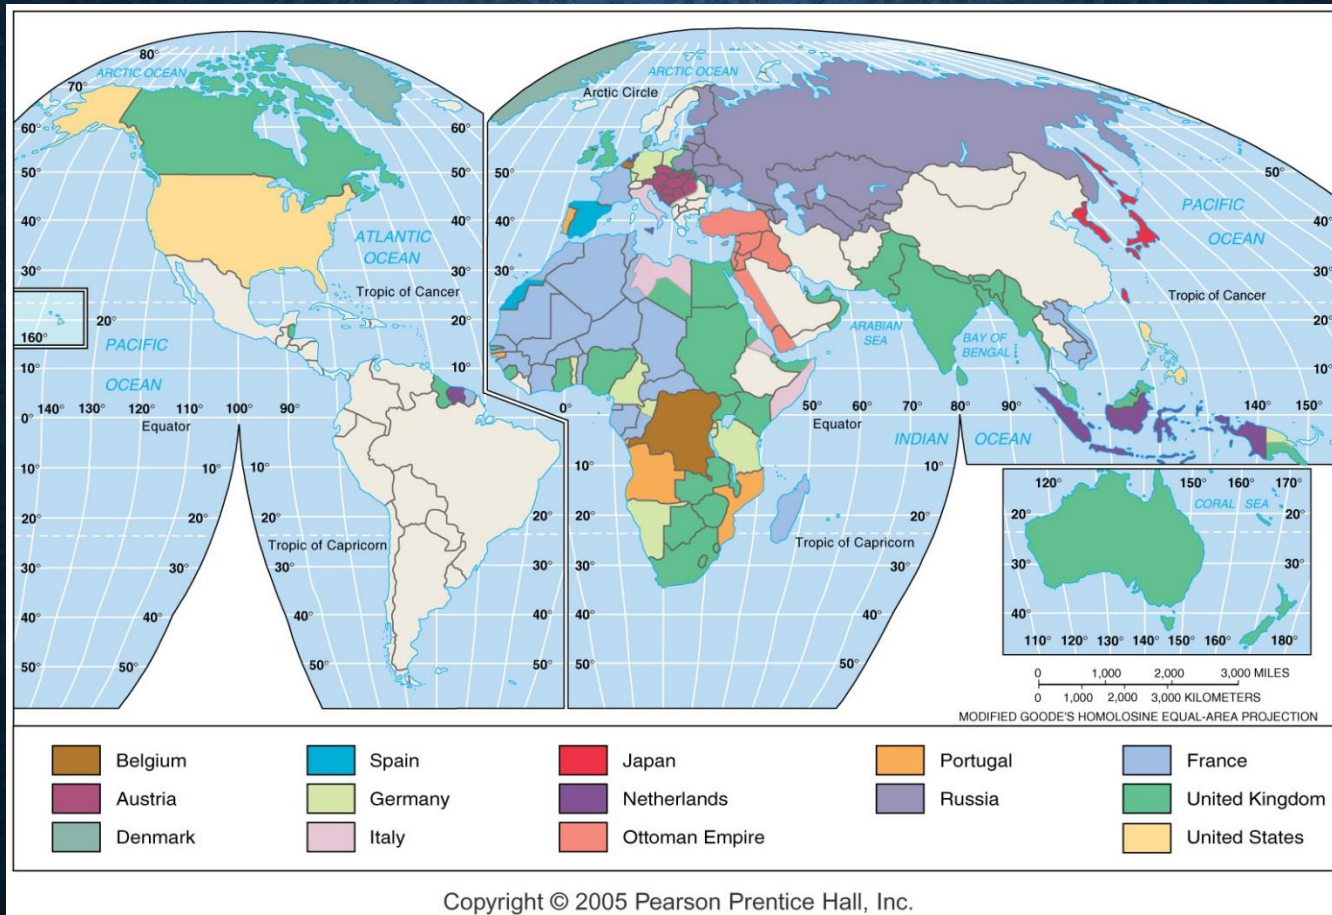 80°
ARCTIC OCEAN
70°
60°
50°
40°
30°
20°
10°
0°
160°
PACIFIC
OCEAN
ATLANTIC
OCEAN
Tropic of Cancer
140° 130° 120° 110° 100° 90°
Equator
10° 10°
20° 20°
Tropic of Capricorn
30° 30°
40° 40°
50° 50°
ARCTIC OCEAN
Arctic Circle
60°
50°
40°
30°
20°
10°
0°
50°
40°
30°
20°
10°
PACIFIC
OCEAN
Tropic of Cancer
ARABIAN
SEA
BAY OF
BENGAL
50° 60° 70° 80° 90° 140° 150°
Equator
INDIAN OCEAN
10° 10°
20° 20°
Tropic of Capricorn
30° 30°
40° 40°
50° 50°
120° 150° 160° 170°
CORAL SEA
20° 20°
30° 30°
40° 40°
110° 120° 130° 140° 150° 160° 180°
0 1,000 2,000 3,000 MILES
0 1,000 2,000 3,000 KILOMETERS
MODIFIED GOODE'S HOMOLOSINE EQUAL-AREA PROJECTION
Belgium Spain Japan Portugal France
Austria Germany Netherlands Russia United Kingdom
Denmark Italy Ottoman Empire United States
Copyright © 2005 Pearson Prentice Hall, Inc.